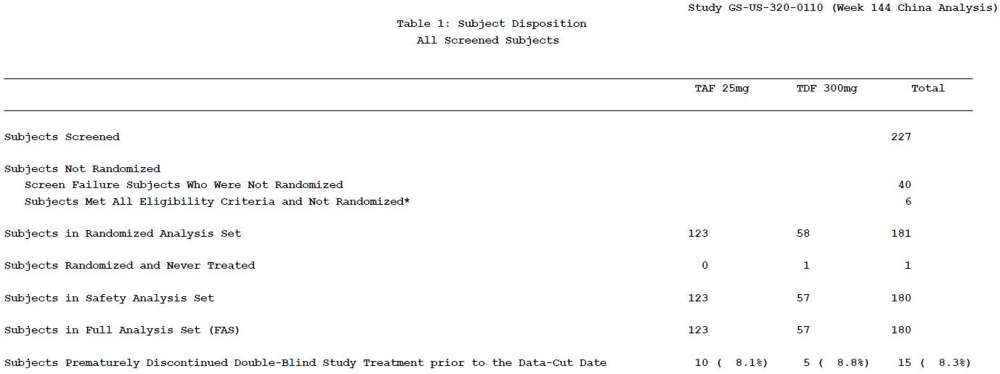 Study GS-US-320-0110 (Week 144 China Analysis)
Table 1: Subject Disposition
All Screened Subjects
TAF 25mg TDF 300mg Total
Subjects Screened 227
Subjects Not Randomized
Screen Failure Subjects Who Were Not Randomized 40
Subjects Met All Eligibility Criteria and Not Randomized* 6
Subjects in Randomized Analysis Set 123 58 181
Subjects Randomized and Never Treated 0 1 1
Subjects in Safety Analysis Set 123 57 180
Subjects in Full Analysis Set (FAS) 123 57 180
Subjects Prematurely Discontinued Double-Blind Study Treatment prior to the Data-Cut Date 10 ( 8.1%) 5 ( 8.8%) 15 ( 8.3%)